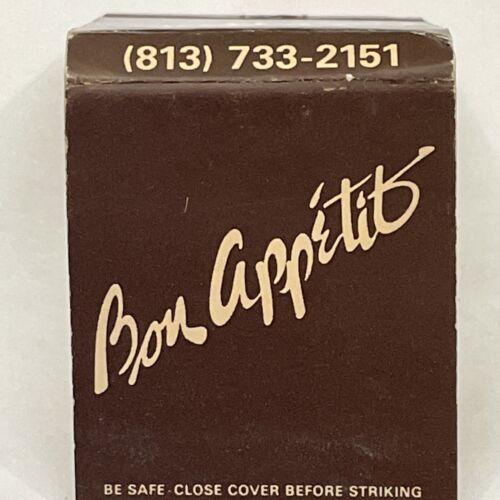 (813) 733-2151
Bon Appétit
BE SAFE-CLOSE COVER BEFORE STRIKING